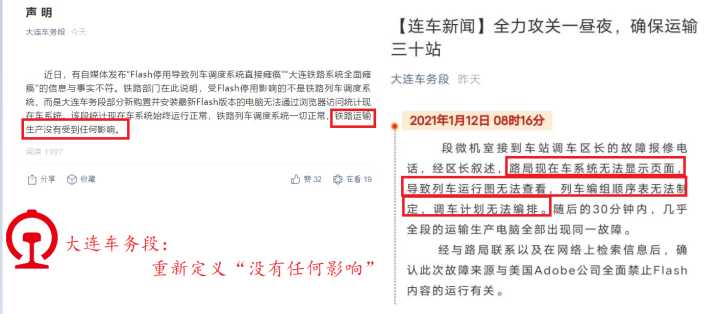 声 明
大连车务段 今天
近日，有自媒体发布“Flash停用导致列车调度系统直接瘫痪”“大连铁路系统全面瘫
痪”的信息与事实不符。铁路部门在此说明，受Flash停用影响的不是铁路列车调度系
统，而是大连车务段部分新购置并安装最新Flash版本的电脑无法通过浏览器访问统计现
在车系统。该段统计现在车系统始终运行正常，铁路列车调度系统一切正常，铁路运输
生产没有受到任何影响。
阅读 1997
分享 收藏 赞 32 在看 19
大连车务段：
重新定义“没有任何影响”
【连车新闻】全力攻关一昼夜，确保运输
三十站
大连车务段 昨天
2021年1月12日 08时16分
段微机室接到车站调车区长的故障报修电
话，经区长叙述，路局现在车系统无法显示页面，
导致列车运行图无法查看，列车编组顺序表无法制
定，调车计划无法编排。随后的30分钟内，几乎
全段的运输生产电脑全部出现同一故障。
经与路局联系以及在网络上检索信息后，确
认此次故障来源与美国Adobe公司全面禁止Flash
内容的运行有关。